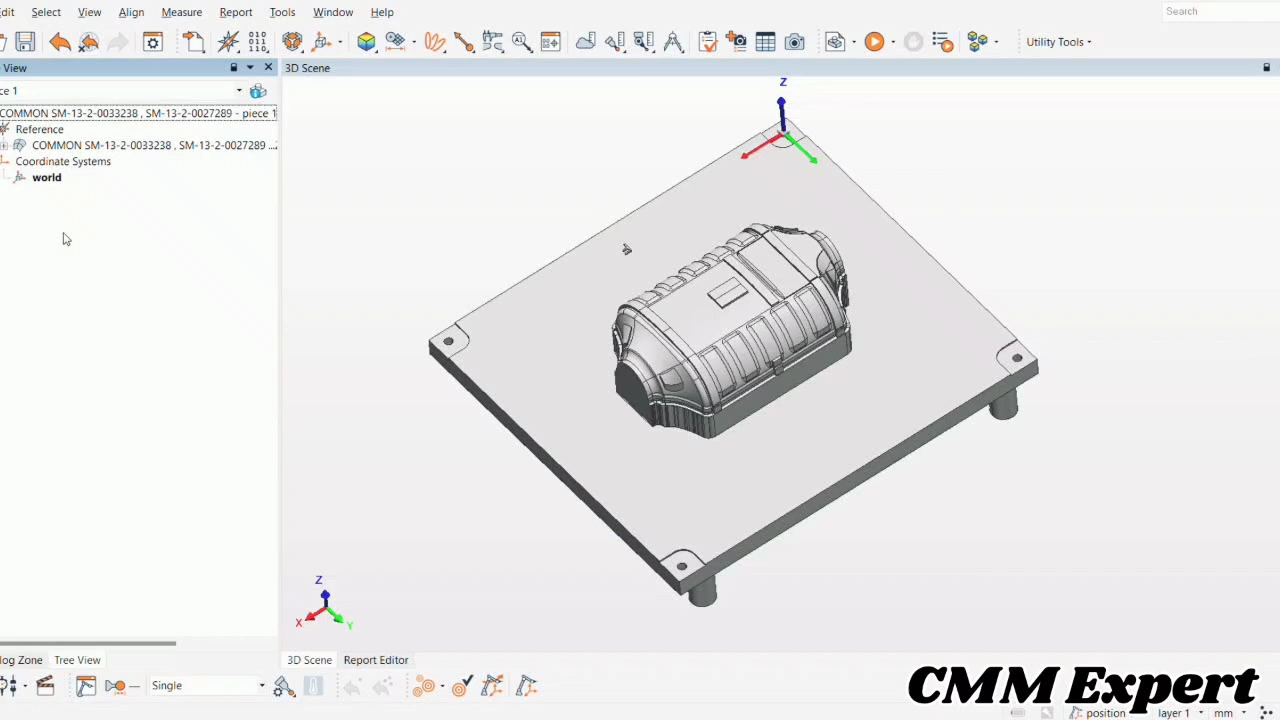 dit Select View Align Measure Report Tools Window Help
Search
Utility Tools
View
3D Scene
ce 1
COMMON SM-13-2-0033238 , SM-13-2-0027289 - piece 1
Reference
COMMON SM-13-2-0033238 , SM-13-2-0027289 ...
Coordinate Systems
world
Z
Z
X
Y
log Zone Tree View
3D Scene Report Editor
Single
CMM Expert
position layer 1 mm